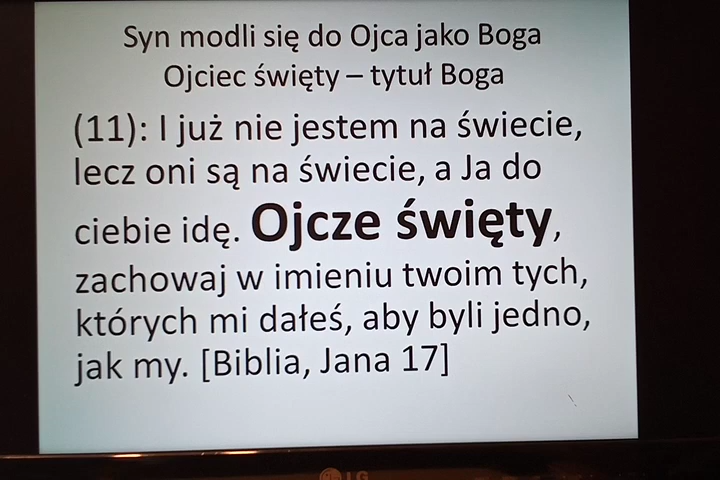 Syn modli się do Ojca jako Boga
Ojciec święty – tytuł Boga
(11): I już nie jestem na świecie,
lecz oni są na świecie, a Ja do
ciebie idę. Ojcze święty,
zachowaj w imieniu twoim tych,
których mi dałeś, aby byli jedno,
jak my. [Biblia, Jana 17]
LG